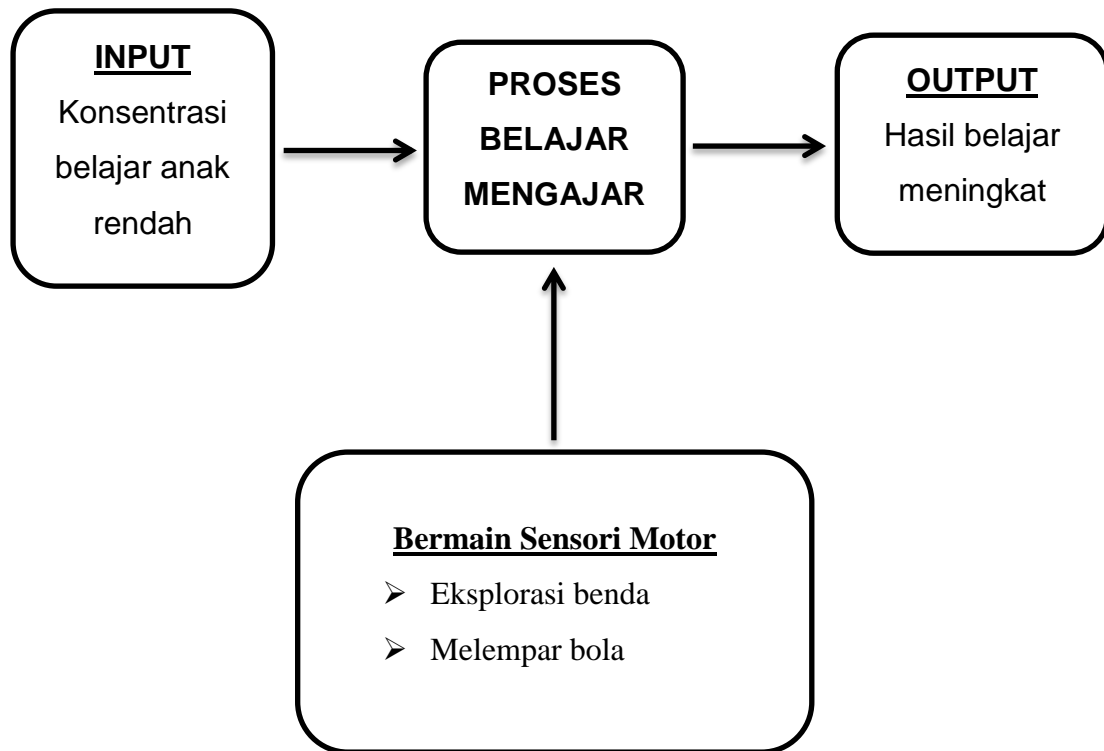 INPUT
Konsentrasi
belajar anak
rendah
PROSES
BELAJAR
MENGAJAR
OUTPUT
Hasil belajar
meningkat
Bermain Sensori Motor
➢ Eksplorasi benda
➢ Melempar bola